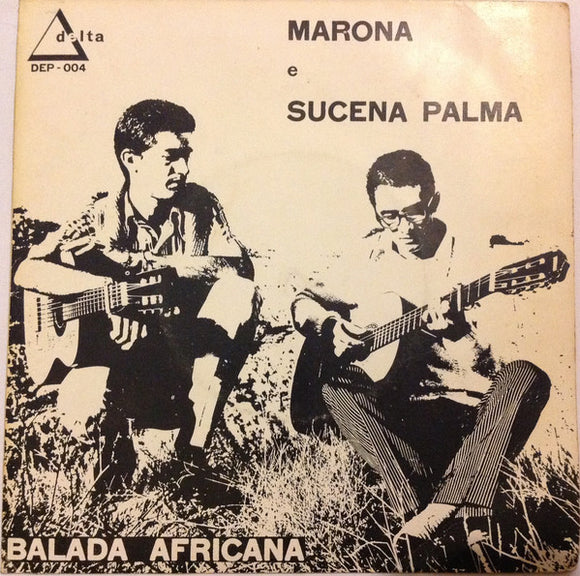 delta
DEP - 004
MARONA
e
SUCENA PALMA
BALADA AFRICANA